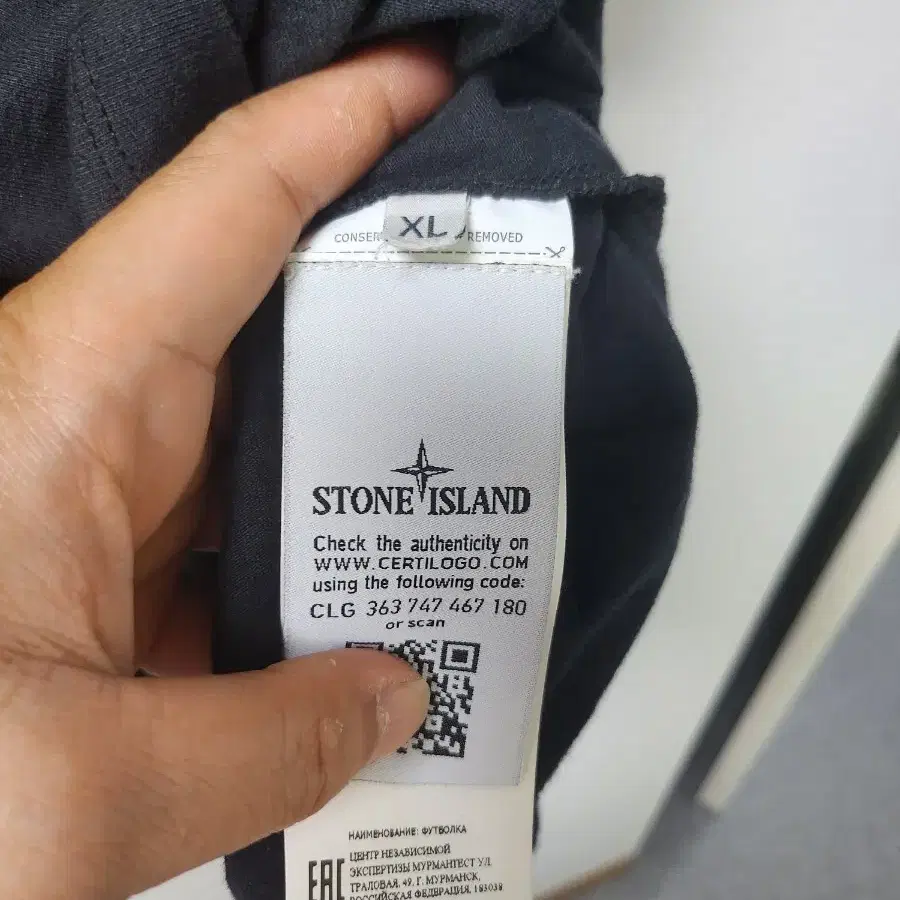 XL
REMOVED
STONE ISLAND
Check the authenticity on
WWW.CERTILOGO.COM
using the following code:
CLG 363 747 467 180
or scan
НАИМЕНОВАНИЕ: ФУТБОЛКА
ЦЕНТР НЕЗАВИСИМОЙ
ЭКСПЕРТИЗЫ МУРМАНТЕСТ УЛ.
ТРАЛОВАЯ, 49, Г. МУРМАНСК,
РОССИЙСКАЯ ФЕДЕРАЦИЯ, 183038
EAC